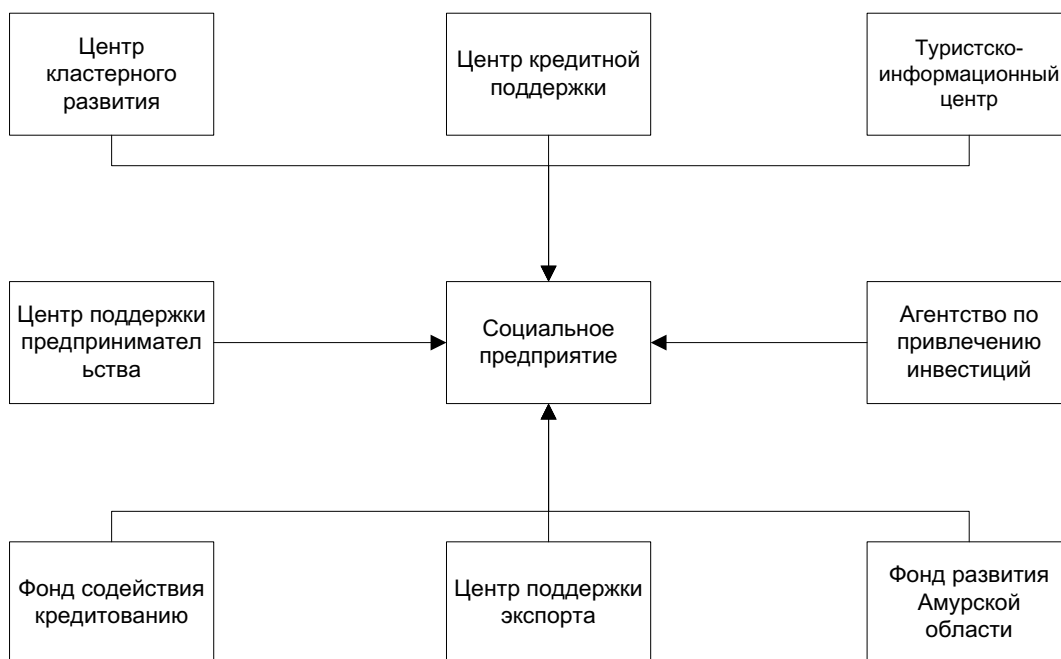 Центр
кластерного
развития
Центр кредитной
поддержки
Туристско-
информационный
центр
Центр поддержки
предпринимател
ьства
Социальное
предприятие
Агентство по
привлечению
инвестиций
Фонд содействия
кредитованию
Центр поддержки
экспорта
Фонд развития
Амурской
области